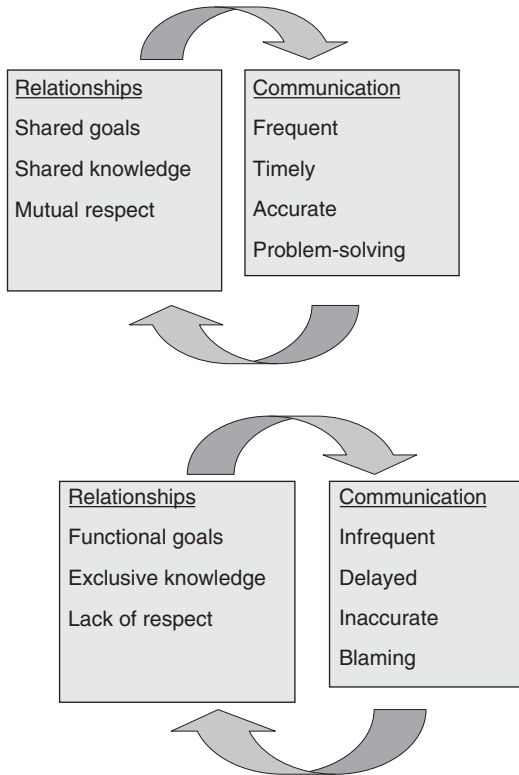 Relationships
Shared goals
Shared knowledge
Mutual respect
Communication
Frequent
Timely
Accurate
Problem-solving
Relationships
Functional goals
Exclusive knowledge
Lack of respect
Communication
Infrequent
Delayed
Inaccurate
Blaming